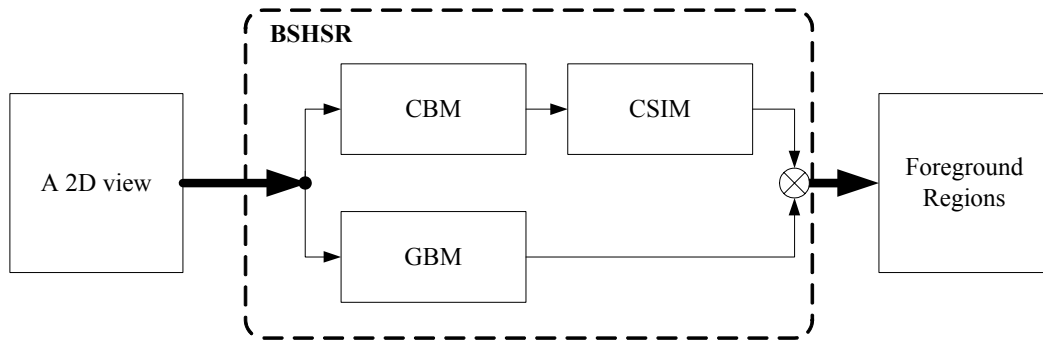 BSHSR
A 2D view
CBM
CSIM
GBM
Foreground
Regions